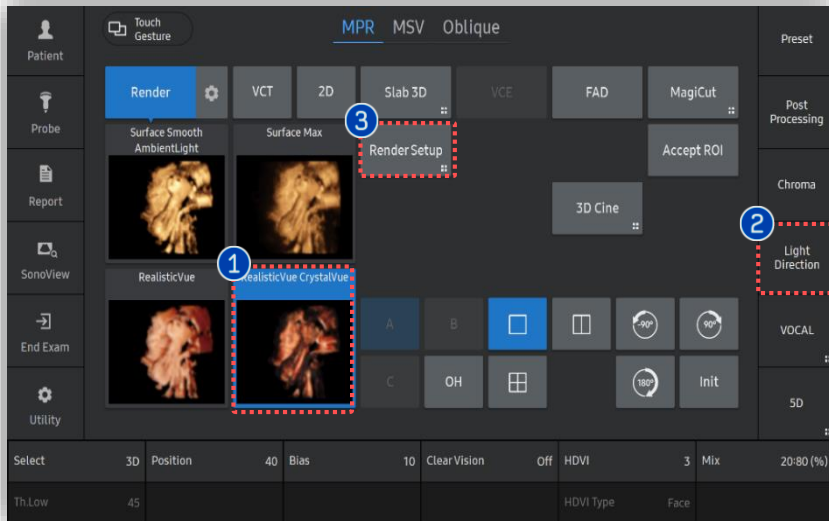 Touch
Gesture
MPR MSV Oblique
Patient
Preset
Render VCT 2D Slab 3D VCE FAD MagiCut
Probe
Post
Processing
3
Surface Smooth
AmbientLight
Surface Max
Render Setup
Accept ROI
Report
Chroma
3D Cine
2
SonoView
Light
Direction
1
RealisticVue
RealisticVue CrystalVue
A B -90° 90°
End Exam
VOCAL
C OH 180° Init
Utility
5D
Select 3D Position 40 Bias 10 ClearVision Off HDVI 3 Mix 20:80 (%)
Th.Low 45 HDVI Type Face